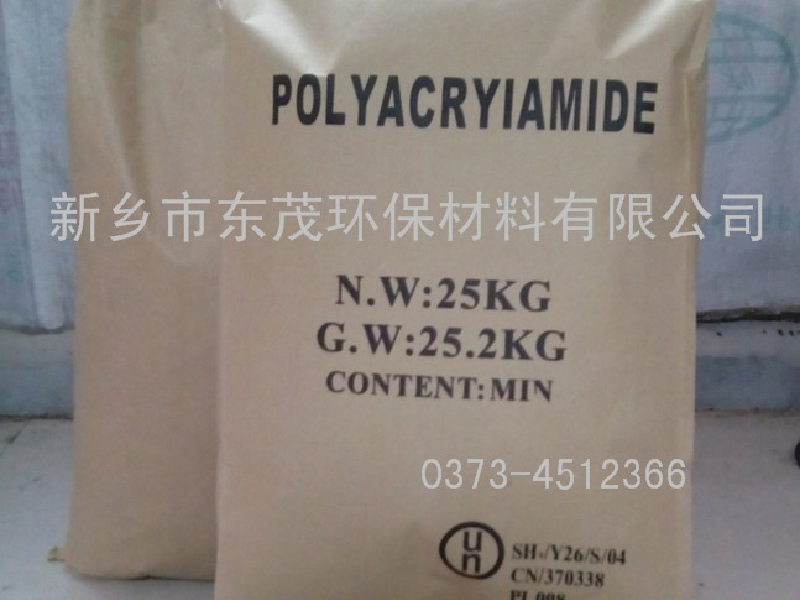 POLYACRYIAMIDE
新乡市东茂环保材料有限公司
N.W:25KG
G.W:25.2KG
CONTENT:MIN
0373-4512366
un
/Y26/S/04
CN/370338